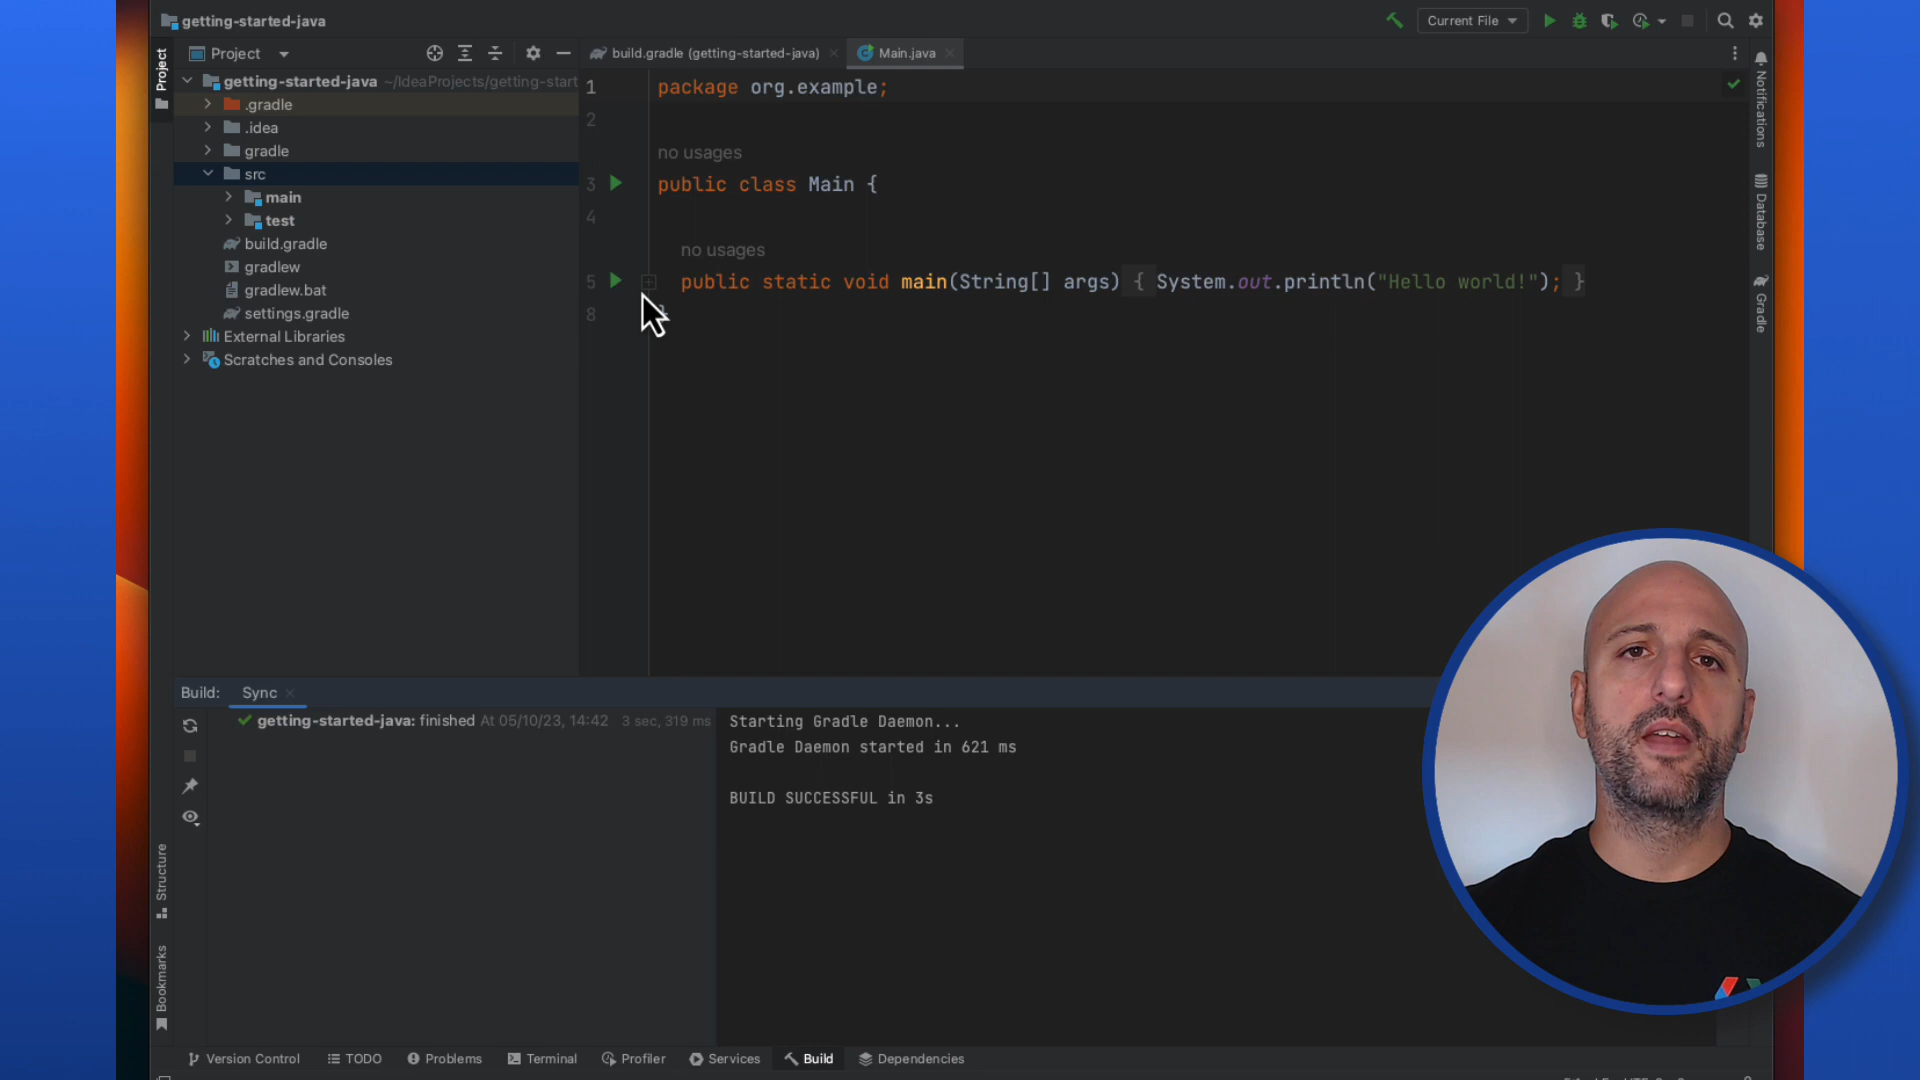 getting-started-java
Current File
Project
Project
build.gradle (getting-started-java)
Main.java
getting-started-java ~/IdeaProjects/getting-start
.gradle
.idea
gradle
src
main
test
build.gradle
gradlew
gradlew.bat
settings.gradle
External Libraries
Scratches and Consoles
1 package org.example;
2
no usages
3 public class Main {
4
no usages
5 public static void main(String[] args) { System.out.println("Hello world!"); }
8
Notifications
Database
Gradle
Build: Sync
getting-started-java: finished At 05/10/23, 14:42 3 sec, 319 ms
Starting Gradle Daemon...
Gradle Daemon started in 621 ms
BUILD SUCCESSFUL in 3s
Structure
Bookmarks
Version Control
TODO
Problems
Terminal
Profiler
Services
Build
Dependencies